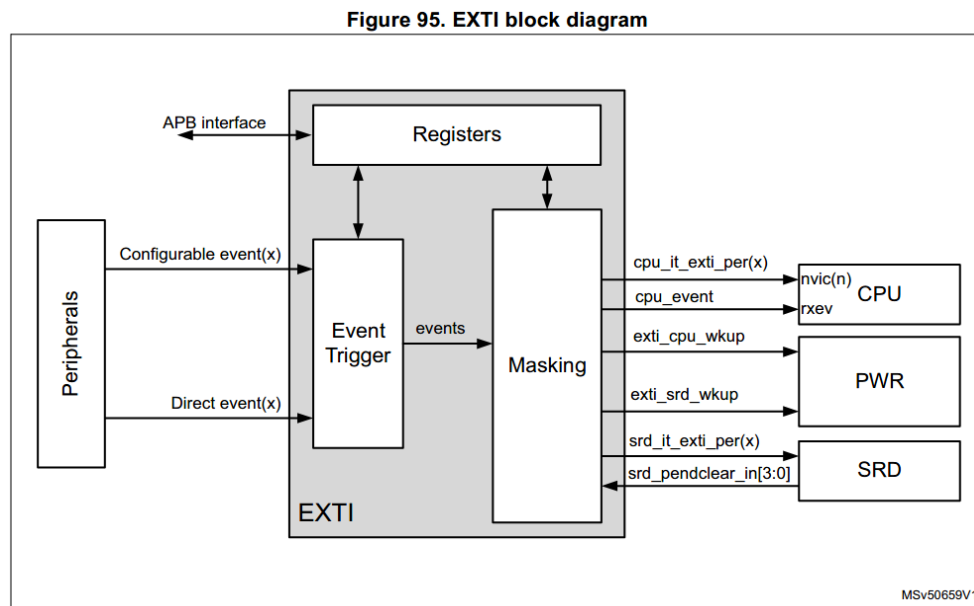 Figure 95. EXTI block diagram
APB interface
Registers
Peripherals
Configurable event(x)
Direct event(x)
Event
Trigger
events
Masking
EXTI
cpu_it_exti_per(x)
cpu_event
exti_cpu_wkup
exti_srd_wkup
srd_it_exti_per(x)
srd_pendclear_in[3:0]
nvic(n)
rxev
CPU
PWR
SRD